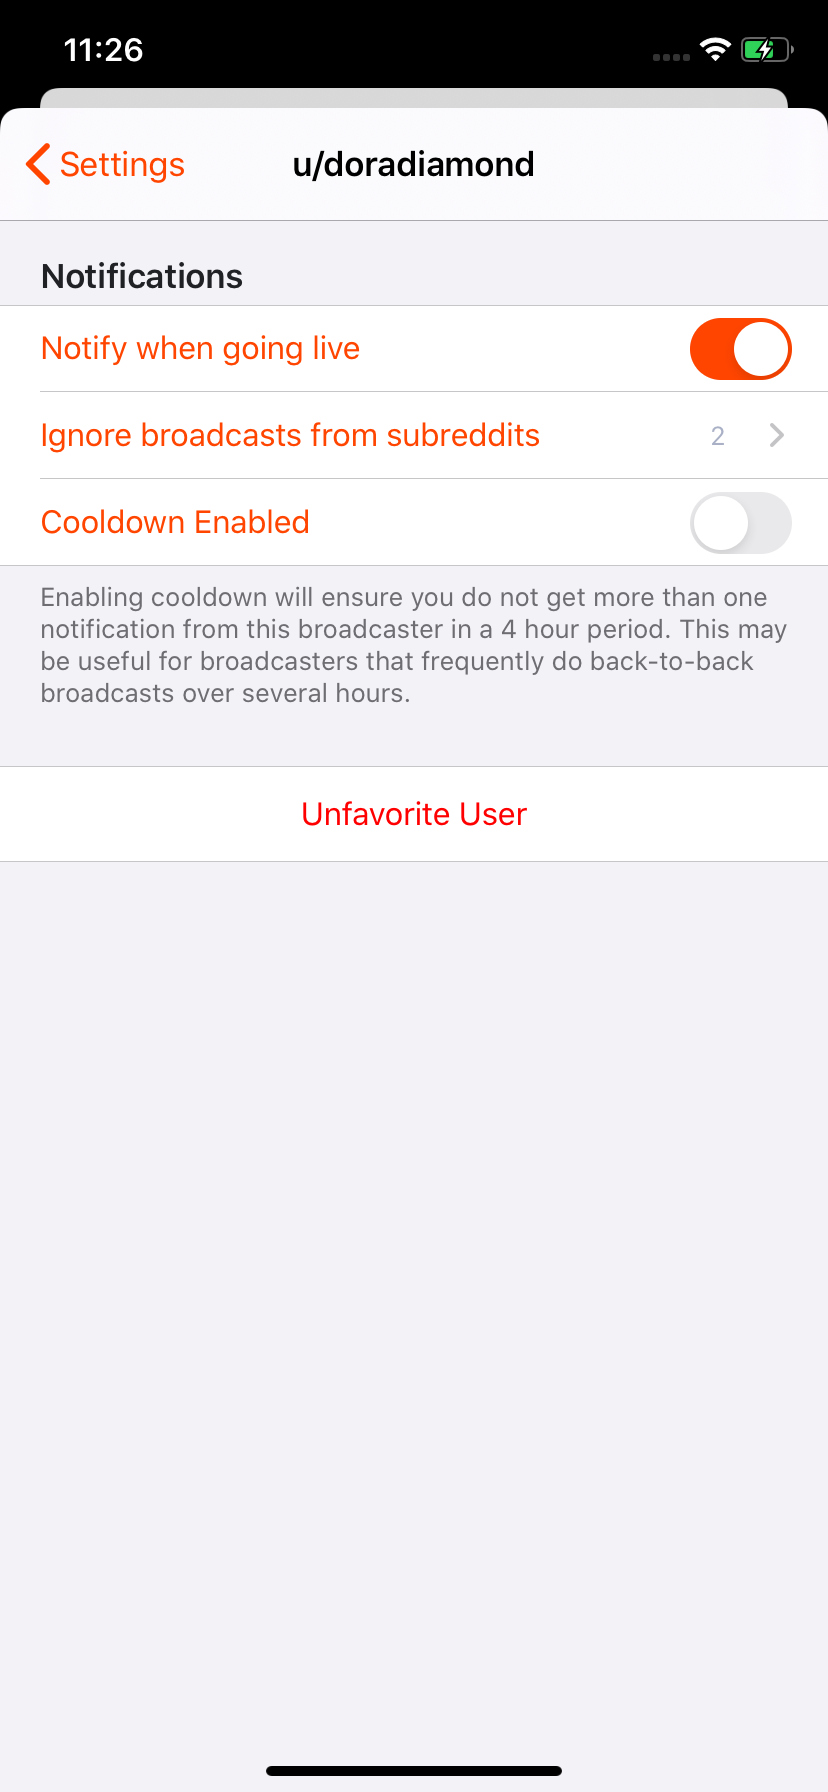 11:26
Settings
u/doradiamond
Notifications
Notify when going live
Ignore broadcasts from subreddits 2
Cooldown Enabled
Enabling cooldown will ensure you do not get more than one
notification from this broadcaster in a 4 hour period. This may
be useful for broadcasters that frequently do back-to-back
broadcasts over several hours.
Unfavorite User